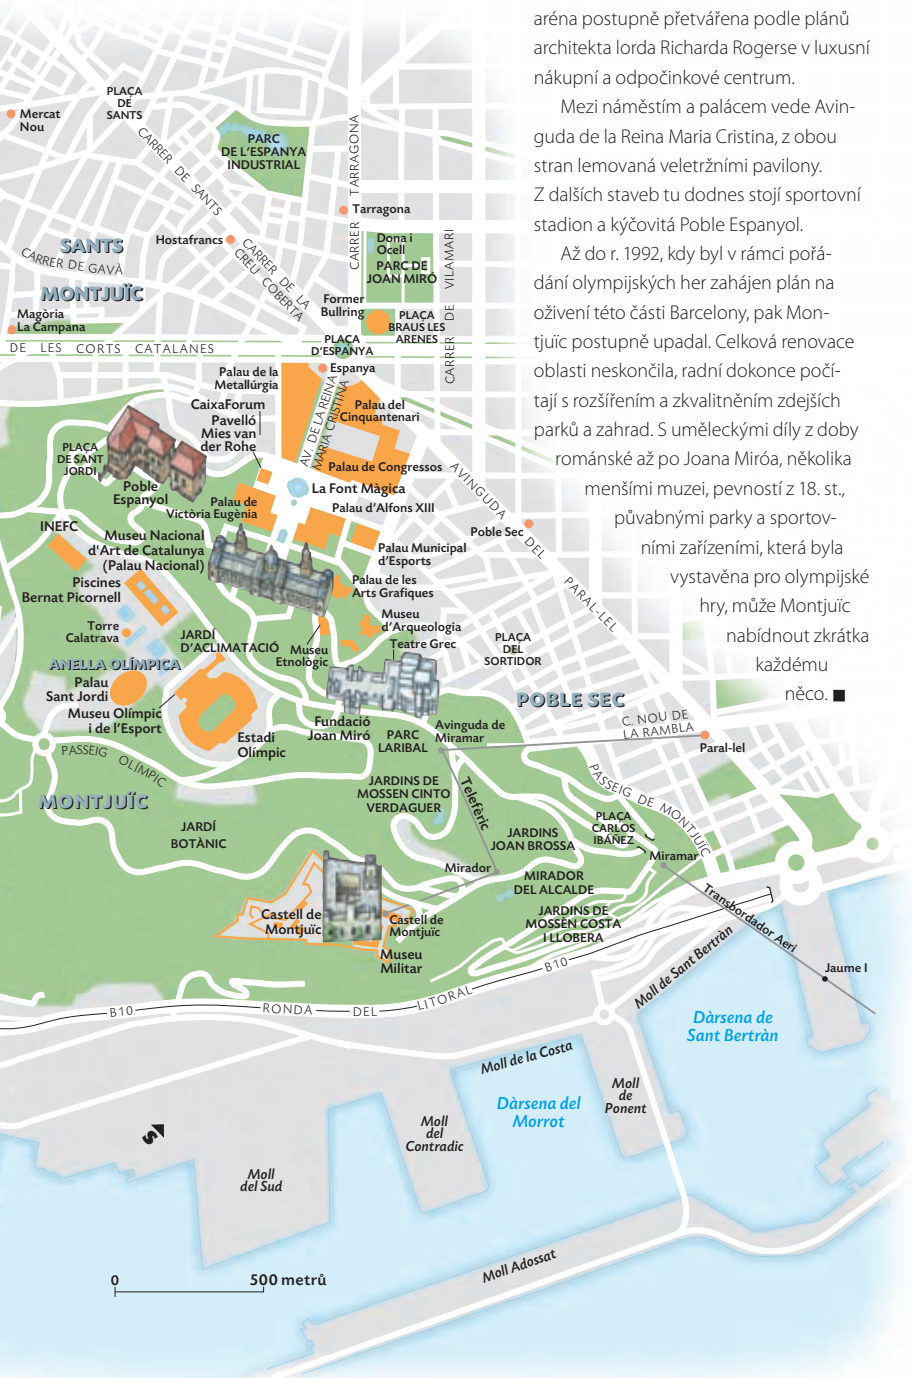 aréna postupně přetvářena podle plánů
architekta lorda Richarda Rogerse v luxusní
nákupní a odpočinkové centrum.
Mezi náměstím a palácem vede Avin-
guda de la Reina Maria Cristina, z obou
stran lemovaná veletržními pavilony.
Z dalších staveb tu dodnes stojí sportovní
stadion a kýčovitá Poble Espanyol.
Až do r. 1992, kdy byl v rámci pořá-
dání olympijských her zahájen plán na
oživení této části Barcelony, pak Mon-
tjuïc postupně upadal. Celková renovace
oblasti neskončila, radní dokonce počí-
tají s rozšířením a zkvalitněním zdejších
parků a zahrad. S uměleckými díly z doby
románské až po Joana Miróa, několika
menšími muzei, pevností z 18. st.,
půvabnými parky a sportov-
ními zařízeními, která byla
vystavěna pro olympijské
hry, může Montjuïc
nabídnout zkrátka
každému
něco. ■
PLAÇA
DE
SANTS
Mercat
Nou
CARRER DE SANTS
PARC
DE L'ESPANYA
INDUSTRIAL
CARRER TARRAGONA
Tarragona
Hostafrancs
SANTS
CARRER DE GAVÀ
MONTJUÏC
CARRER DE LA
CREU COBERTA
Dona i
Ocell
PARC DE
JOAN MIRÓ
CARRER DE VILAMARI
Former
Bullring
PLAÇA
BRAUS LES
ARENES
Magòria
La Campana
DE LES CORTS CATALANES
PLAÇA
D'ESPANYA
Espanya
Palau de la
Metallúrgia
AV. DE LA REINA
MARIA CRISTINA
Palau del
Cinquantenari
CaixaForum
Pavelló
Mies van
der Rohe
PLAÇA
DE SANT
JORDI
Poble
Espanyol
Palau de Congressos
La Font Màgica
Palau de
Victòria Eugènia
Palau d'Alfons XIII
AVINGUDA DEL PARAL-LEL
Poble Sec
INEFC
Museu Nacional
d'Art de Catalunya
(Palau Nacional)
Palau Municipal
d'Esports
Piscines
Bernat Picornell
Palau de les
Arts Grafiques
Torre
Calatrava
JARDÍ
D'ACLIMATACIÓ
Museu
Etnològic
Museu
d'Arqueologia
Teatre Grec
PLAÇA
DEL
SORTIDOR
ANELLA OLÍMPICA
Palau
Sant Jordi
Museu Olímpic
i de l'Esport
Estadi
Olímpic
Fundació
Joan Miró
PARC
LARIBAL
Avinguda de
Miramar
POBLE SEC
C. NOU DE
LA RAMBLA
Paral-lel
PASSEIG OLÍMPIC
MONTJUÏC
JARDINS DE
MOSSEN CINTO
VERDAGUER
Telefèric
PASSEIG DE MONTJUÏC
JARDÍ
BOTÀNIC
PLAÇA
CARLOS
IBÁÑEZ
JARDINS
JOAN BROSSA
Miramar
Mirador
MIRADOR
DEL ALCALDE
Castell de
Montjuïc
Castell de
Montjuïc
JARDINS DE
MOSSÈN COSTA
I LLOBERA
Museu
Militar
Transbordador Aeri
Jaume I
B10
B10
RONDA DEL LITORAL
Moll de Sant Bertràn
Dàrsena de
Sant Bertràn
Moll de la Costa
Moll
de
Ponent
Dàrsena del
Morrot
Moll
del
Contradic
S
Moll
del Sud
Moll Adossat
0 500 metrů